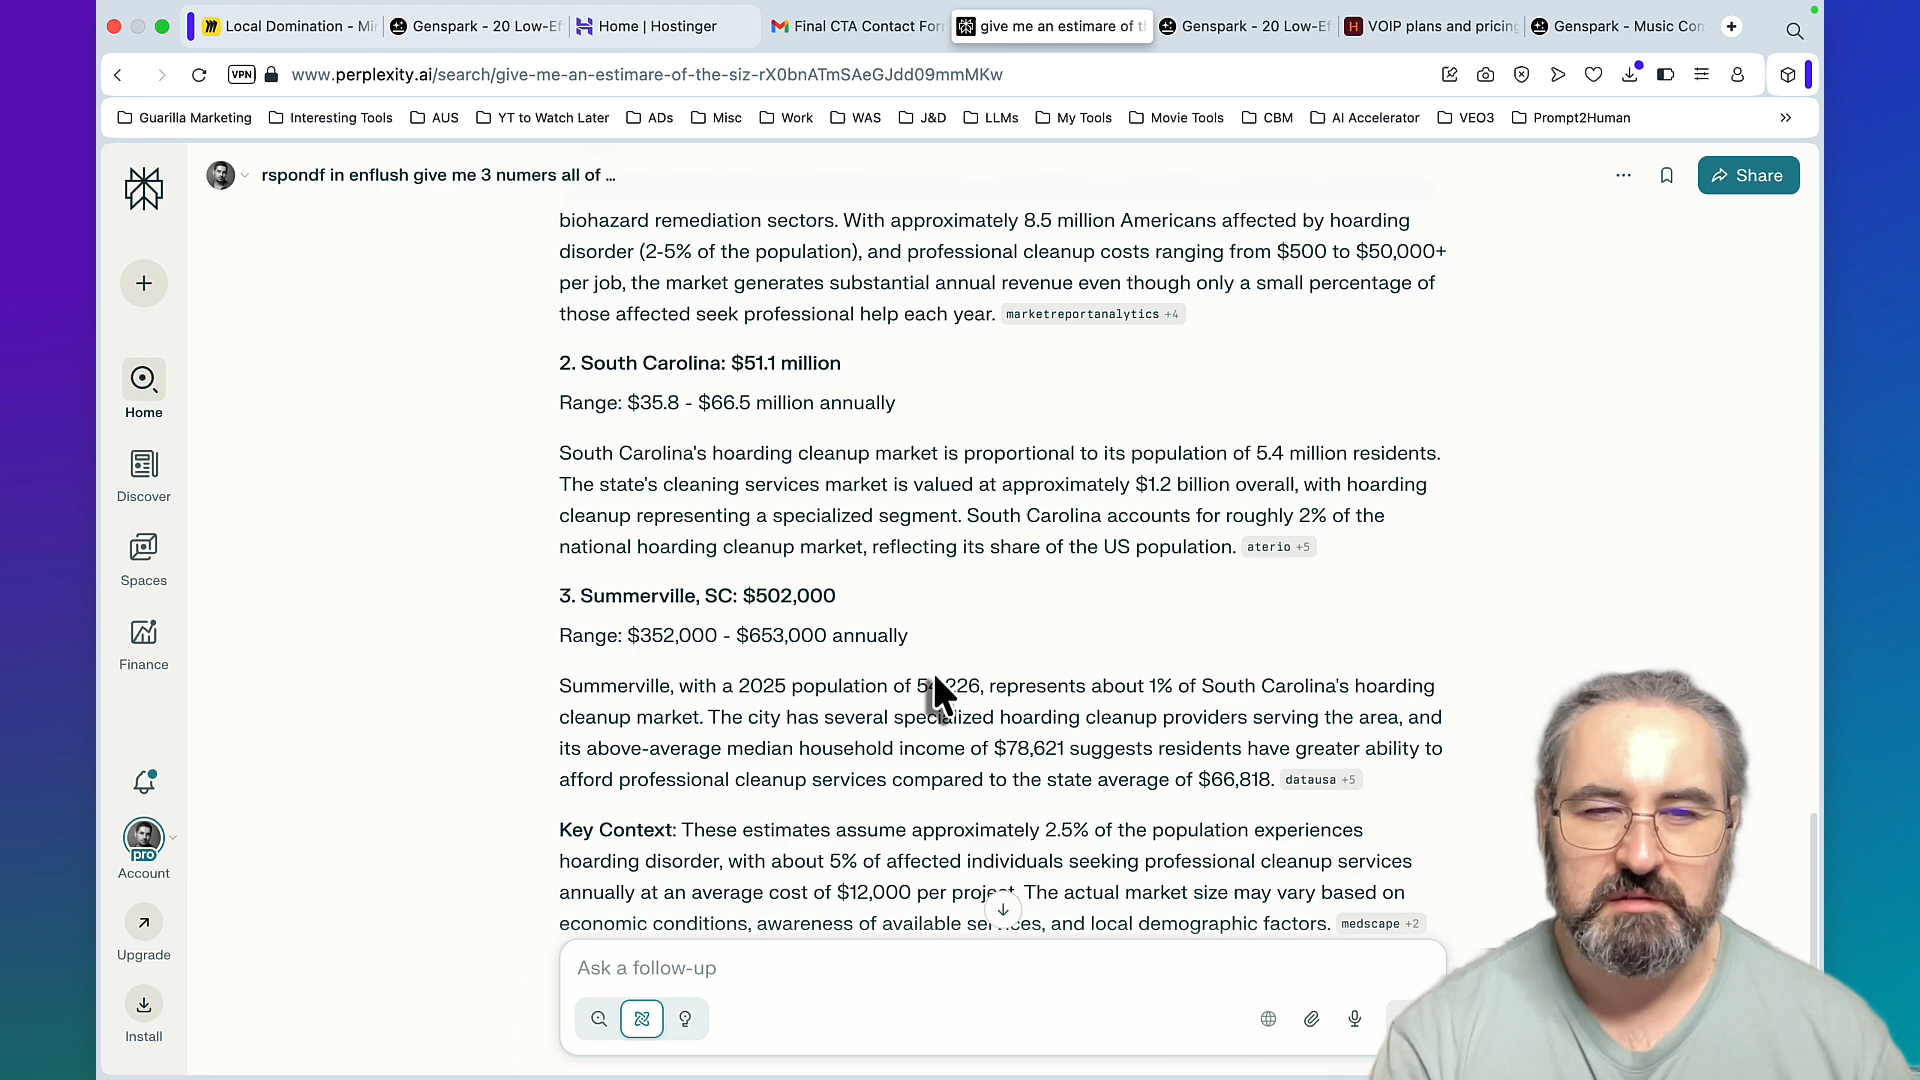 Local Domination - Mi
Genspark - 20 Low-Ef
Home | Hostinger
Final CTA Contact For
give me an estimare of t
Genspark - 20 Low-Ef
VOIP plans and pricing
Genspark - Music Con
VPN
www.perplexity.ai/search/give-me-an-estimare-of-the-siz-rX0bnATmSAeGJdd09mmMKw
Guarilla Marketing
Interesting Tools
AUS
YT to Watch Later
ADs
Misc
Work
WAS
J&D
LLMs
My Tools
Movie Tools
CBM
AI Accelerator
VEO3
Prompt2Human
rspondf in enflush give me 3 numers all of ...
Share
biohazard remediation sectors. With approximately 8.5 million Americans affected by hoarding
disorder (2-5% of the population), and professional cleanup costs ranging from $500 to $50,000+
per job, the market generates substantial annual revenue even though only a small percentage of
those affected seek professional help each year. marketreportanalytics +4
2. South Carolina: $51.1 million
Range: $35.8 - $66.5 million annually
South Carolina's hoarding cleanup market is proportional to its population of 5.4 million residents.
The state's cleaning services market is valued at approximately $1.2 billion overall, with hoarding
cleanup representing a specialized segment. South Carolina accounts for roughly 2% of the
national hoarding cleanup market, reflecting its share of the US population. aterio +5
3. Summerville, SC: $502,000
Range: $352,000 - $653,000 annually
Summerville, with a 2025 population of represents about 1% of South Carolina's hoarding
cleanup market. The city has several specialized hoarding cleanup providers serving the area, and
its above-average median household income of $78,621 suggests residents have greater ability to
afford professional cleanup services compared to the state average of $66,818. datausa +5
Key Context: These estimates assume approximately 2.5% of the population experiences
hoarding disorder, with about 5% of affected individuals seeking professional cleanup services
annually at an average cost of $12,000 per project. The actual market size may vary based on
economic conditions, awareness of available services, and local demographic factors. medscape +2
Ask a follow-up
Home
Discover
Spaces
Finance
pro
Account
Upgrade
Install